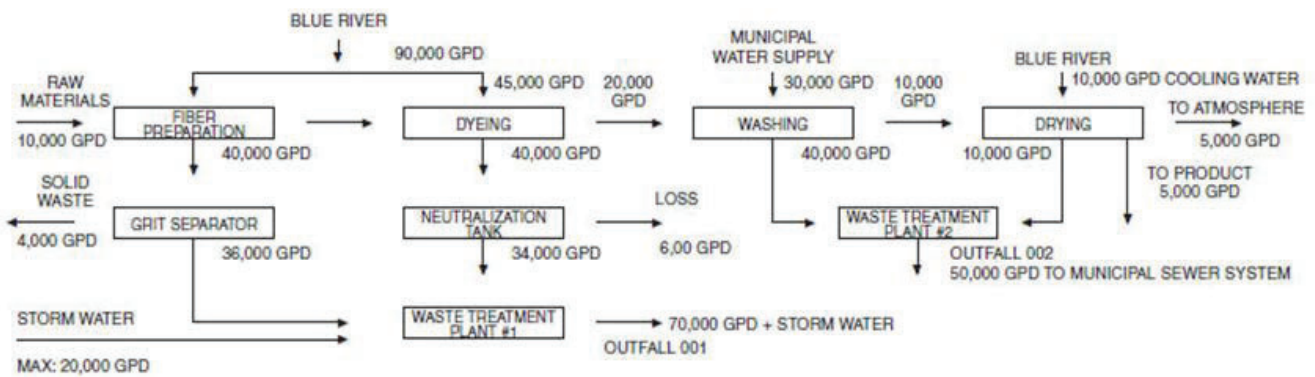 BLUE RIVER
90,000 GPD
MUNICIPAL
WATER SUPPLY
BLUE RIVER
RAW
MATERIALS
45,000 GPD
20,000
GPD
30,000 GPD
10,000
GPD
10,000 GPD COOLING WATER
TO ATMOSPHERE
FIBER
PREPARATION
DYEING
WASHING
DRYING
10,000 GPD
40,000 GPD
40,000 GPD
40,000 GPD
10,000 GPD
5,000 GPD
SOLID
WASTE
LOSS
TO PRODUCT
5,000 GPD
GRIT SEPARATOR
NEUTRALIZATION
TANK
WASTE TREATMENT
PLANT #2
4,000 GPD
36,000 GPD
34,000 GPD
6,00 GPD
OUTFALL 002
50,000 GPD TO MUNICIPAL SEWER SYSTEM
STORM WATER
WASTE TREATMENT
PLANT #1
70,000 GPD + STORM WATER
OUTFALL 001
MAX: 20,000 GPD